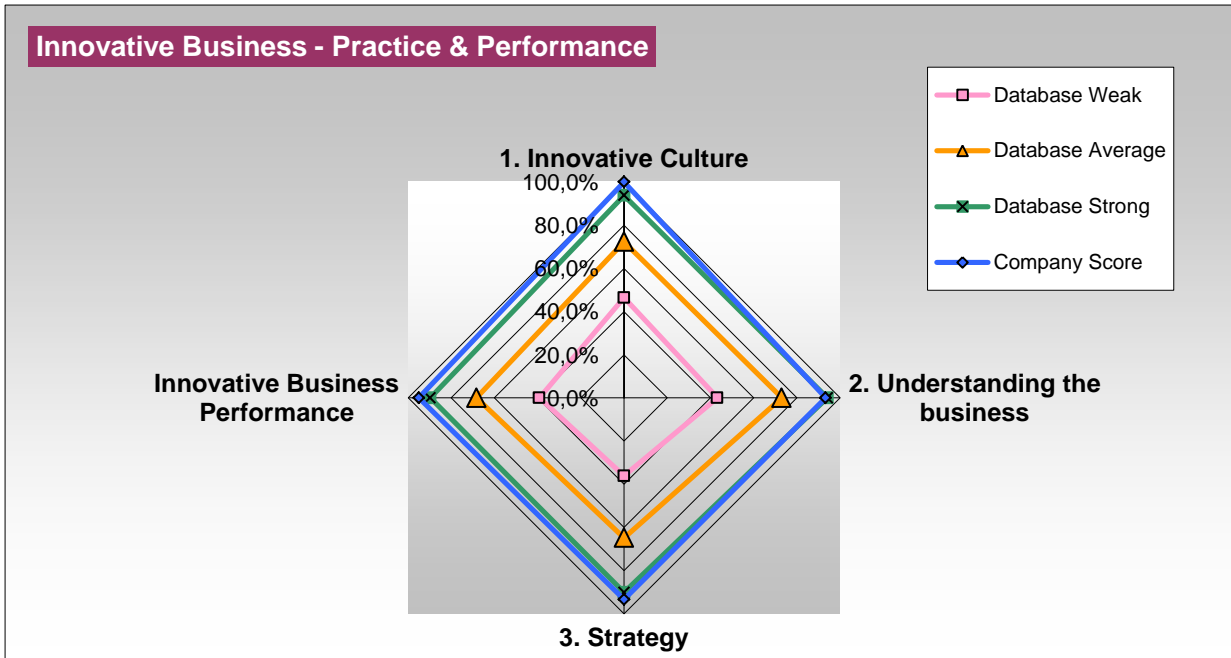 Innovative Business - Practice & Performance
Database Weak
Database Average
Database Strong
Company Score
1. Innovative Culture
100,0%
80,0%
60,0%
40,0%
20,0%
0,0%
Innovative Business
Performance
2. Understanding the
business
3. Strategy